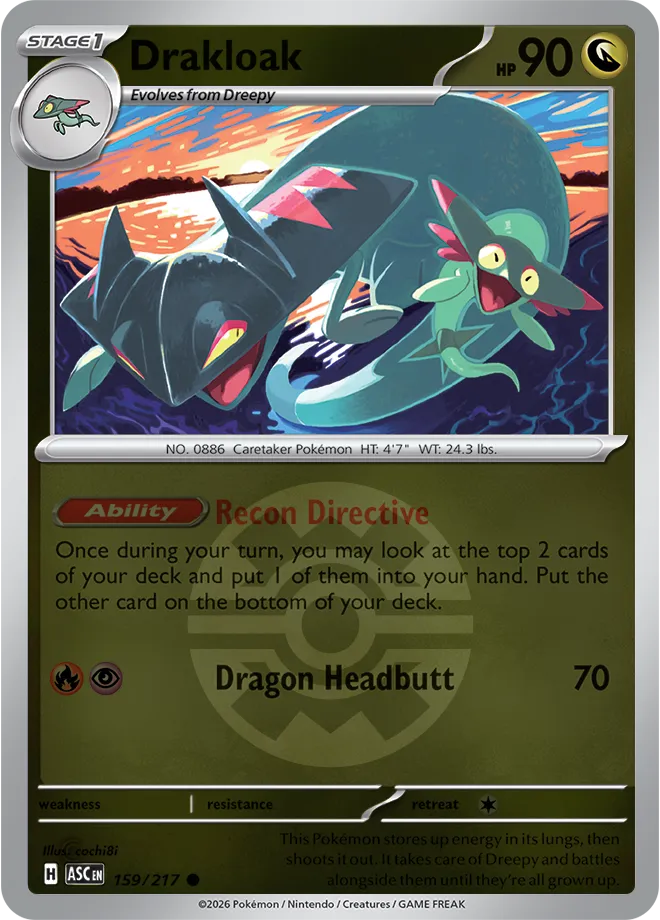 STAGE1
Drakloak
HP 90
Evolves from Dreepy
NO. 0886 Caretaker Pokémon HT: 4'7" WT: 24.3 lbs.
Ability Recon Directive
Once during your turn, you may look at the top 2 cards
of your deck and put 1 of them into your hand. Put the
other card on the bottom of your deck.
Dragon Headbutt 70
weakness resistance retreat
Illus. cochi8i
This Pokémon stores up energy in its lungs, then
shoots it out. It takes care of Dreepy and battles
alongside them until they're all grown up.
H ASC EN 159/217
©2026 Pokémon / Nintendo / Creatures / GAME FREAK